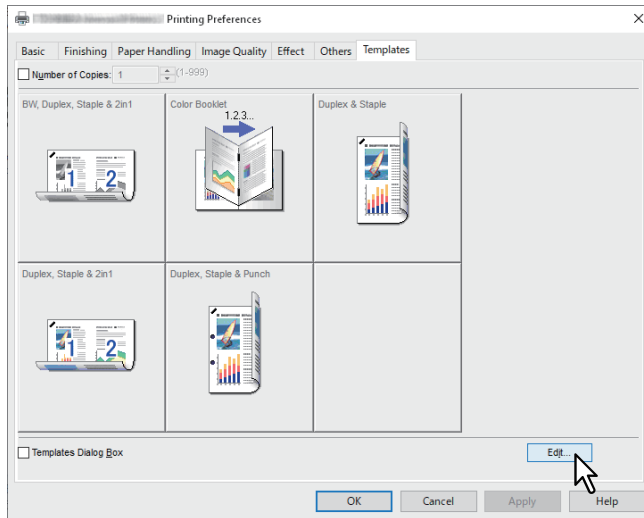 Printing Preferences
Basic Finishing Paper Handling Image Quality Effect Others Templates
Number of Copies: 1 (1-999)
BW, Duplex, Staple & 2in1 Color Booklet Duplex & Staple
1.2.3...
1 2
Duplex, Staple & 2in1 Duplex, Staple & Punch
1 2
Templates Dialog Box Edit...
OK Cancel Apply Help